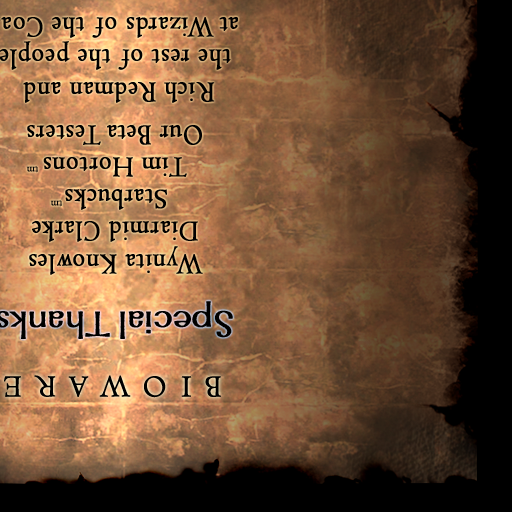 BIOWARE
Special Thanks
Wynita Knowles
Diarmid Clarke
Starbucks™
Tim Hortons™
Our Beta Testers
Rich Redman and
the rest of the people
at Wizards of the Coa